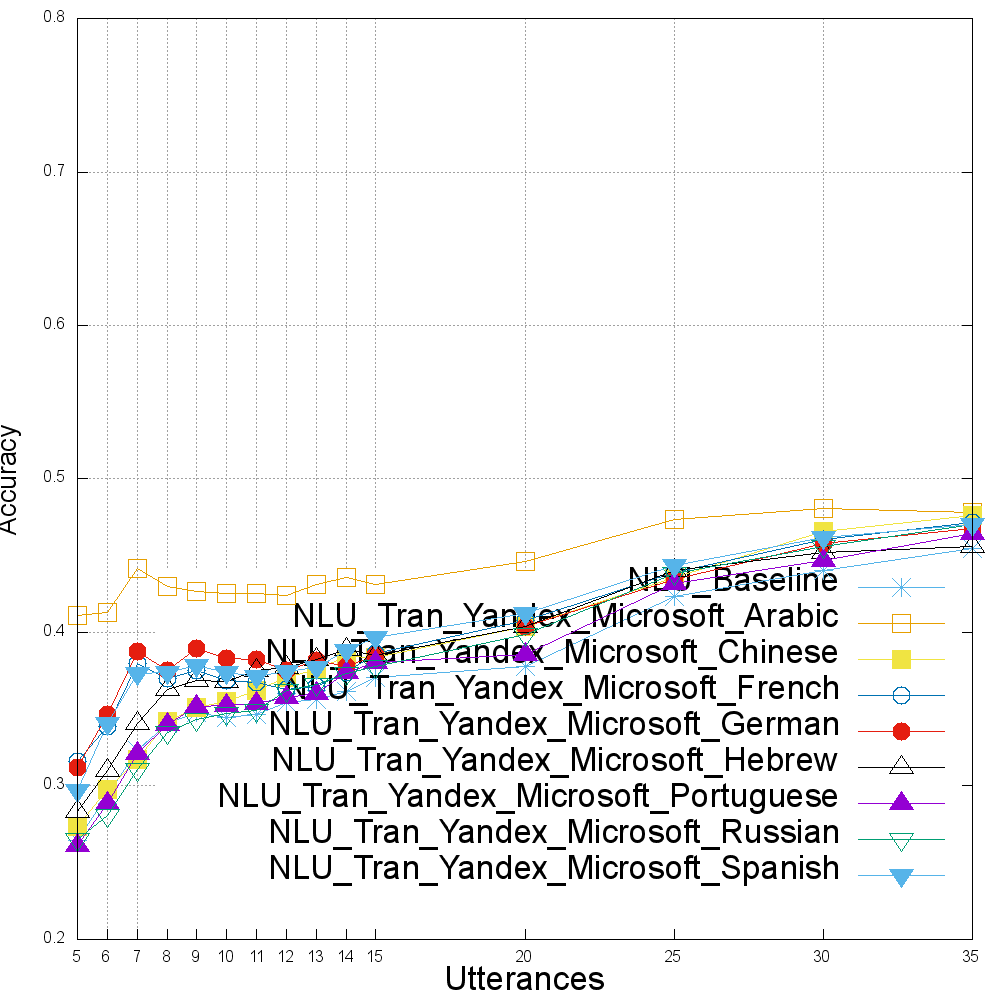 0.8
0.7
0.6
0.5
0.4
0.3
0.2
Accuracy
NLU_Baseline
NLU_Tran_Yandex_Microsoft_Arabic
NLU_Tran_Yandex_Microsoft_Chinese
NLU_Tran_Yandex_Microsoft_French
NLU_Tran_Yandex_Microsoft_German
NLU_Tran_Yandex_Microsoft_Hebrew
NLU_Tran_Yandex_Microsoft_Portuguese
NLU_Tran_Yandex_Microsoft_Russian
NLU_Tran_Yandex_Microsoft_Spanish
5 6 7 8 9 10 11 12 13 14 15 20 25 30 35
Utterances